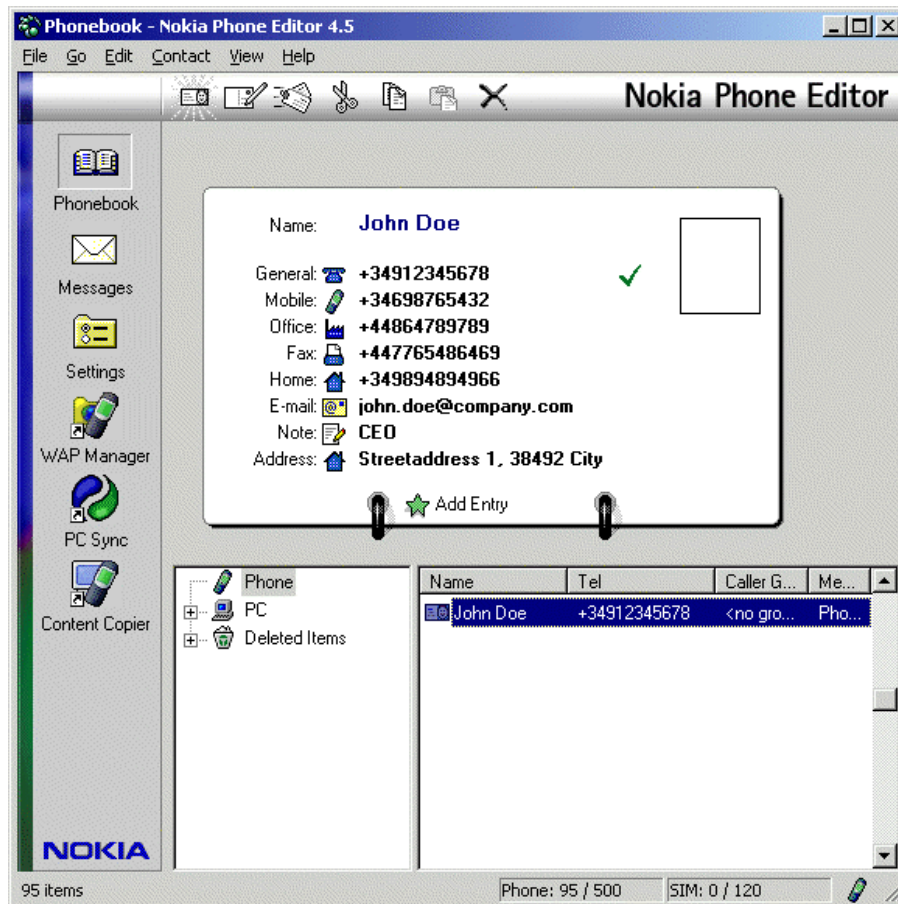 Phonebook - Nokia Phone Editor 4.5
File Go Edit Contact View Help
Nokia Phone Editor
Phonebook
Messages
Settings
WAP Manager
PC Sync
Content Copier
NOKIA
Name: John Doe
General: +34912345678
Mobile: +34698765432
Office: +44864789789
Fax: +447765486469
Home: +349894894966
E-mail: john.doe@company.com
Note: CEO
Address: Streetaddress 1, 38492 City
Add Entry
Phone
PC
Deleted Items
Name Tel Caller G... Me...
John Doe +34912345678 <no gro... Pho...
95 items Phone: 95 / 500 SIM: 0 / 120